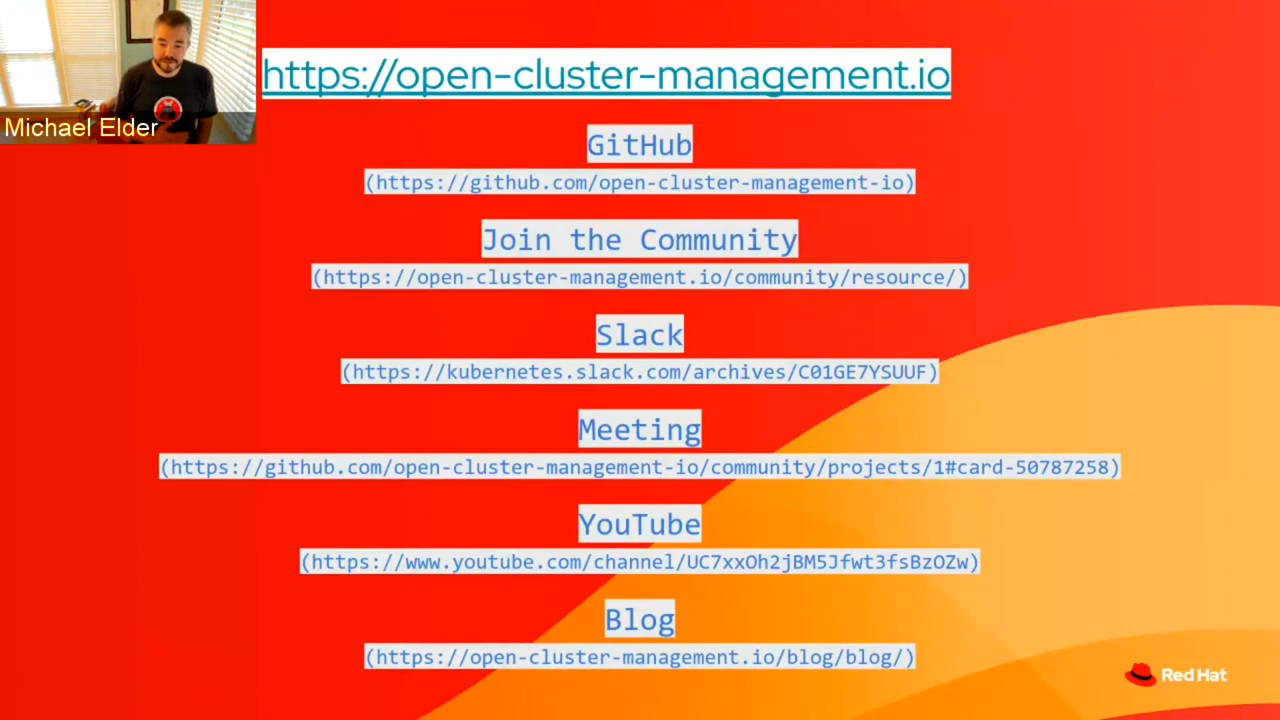 https://open-cluster-management.io
Michael Elder
GitHub
(https://github.com/open-cluster-management-io)
Join the Community
(https://open-cluster-management.io/community/resource/)
Slack
(https://kubernetes.slack.com/archives/C01GE7YSUUF)
Meeting
(https://github.com/open-cluster-management-io/community/projects/1#card-50787258)
YouTube
(https://www.youtube.com/channel/UC7xxOh2jBM5Jfwt3fsBzOZw)
Blog
(https://open-cluster-management.io/blog/blog/)
Red Hat